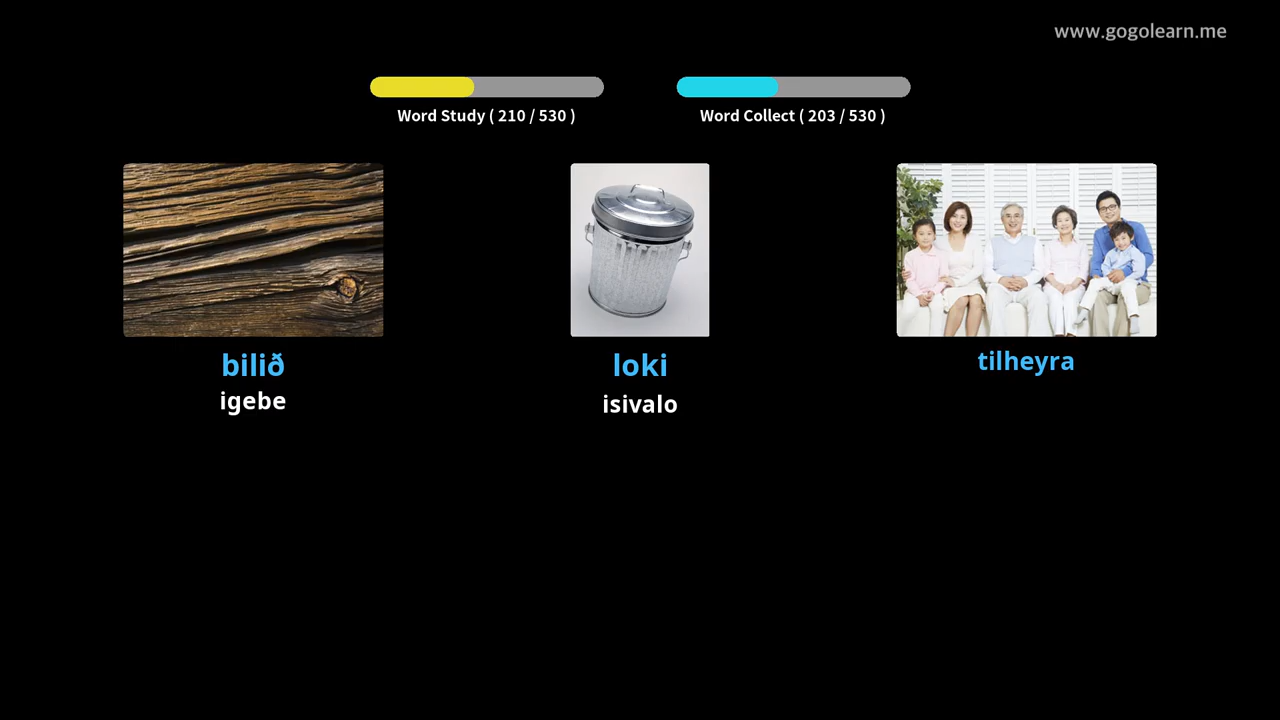 www.gogolearn.me
Word Study ( 210 / 530 )
Word Collect ( 203 / 530 )
bilið
loki
tilheyra
igebe
isivalo